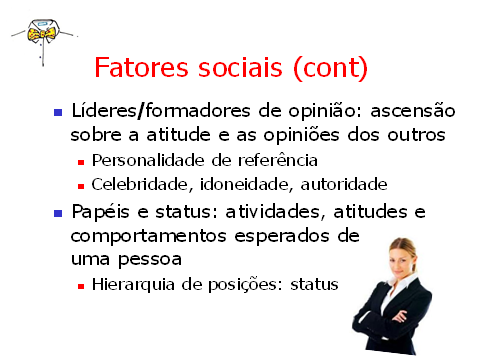 Fatores sociais (cont)
Líderes/formadores de opinião: ascensão
sobre a atitude e as opiniões dos outros
Personalidade de referência
Celebridade, idoneidade, autoridade
Papéis e status: atividades, atitudes e
comportamentos esperados de
uma pessoa
Hierarquia de posições: status